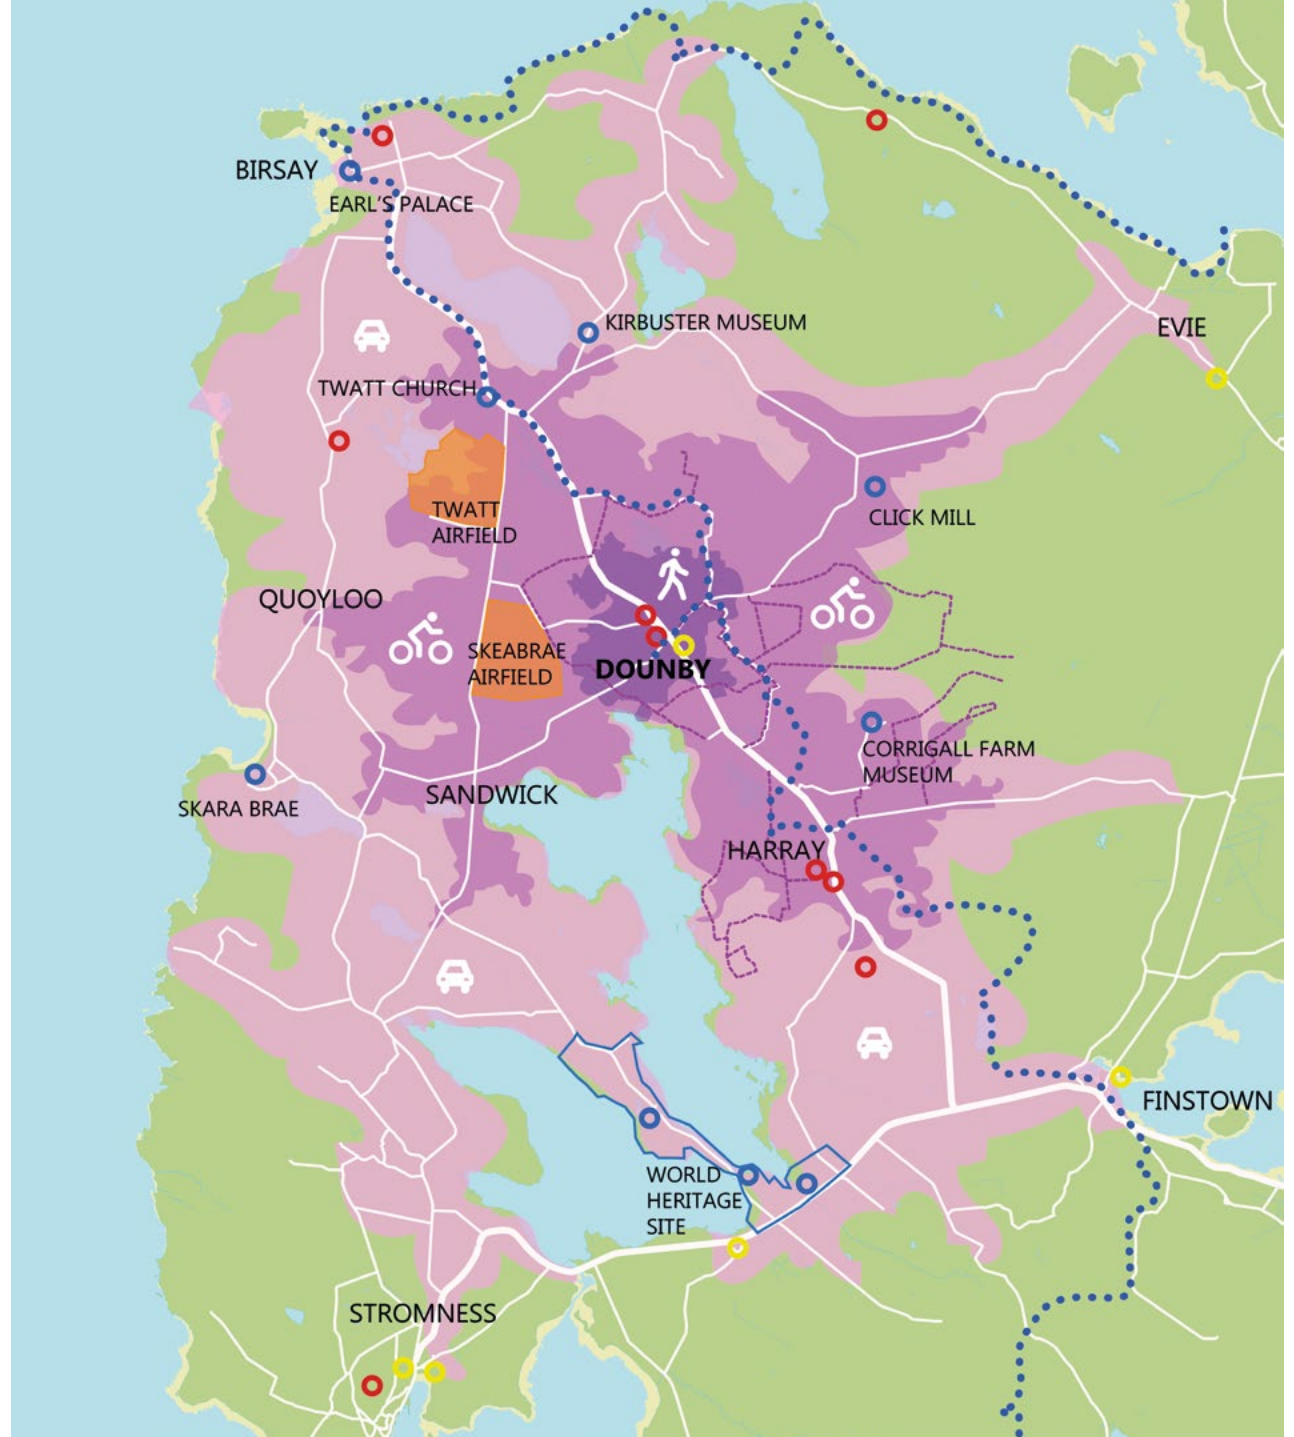 BIRSAY
EARL'S PALACE
KIRBUSTER MUSEUM
EVIE
TWATT CHURCH
TWATT
AIRFIELD
CLICK MILL
QUOYLOO
SKEABRAE
AIRFIELD
DOUNBY
CORRIGALL FARM
MUSEUM
SANDWICK
SKARA BRAE
HARRAY
FINSTOWN
WORLD
HERITAGE
SITE
STROMNESS